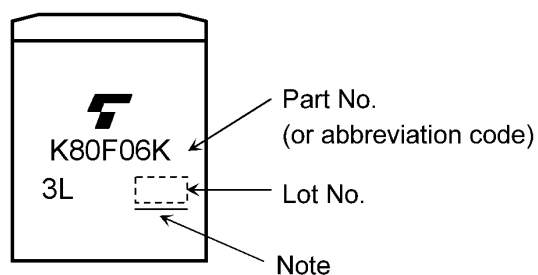 K80F06K
3L
Part No.
(or abbreviation code)
Lot No.
Note